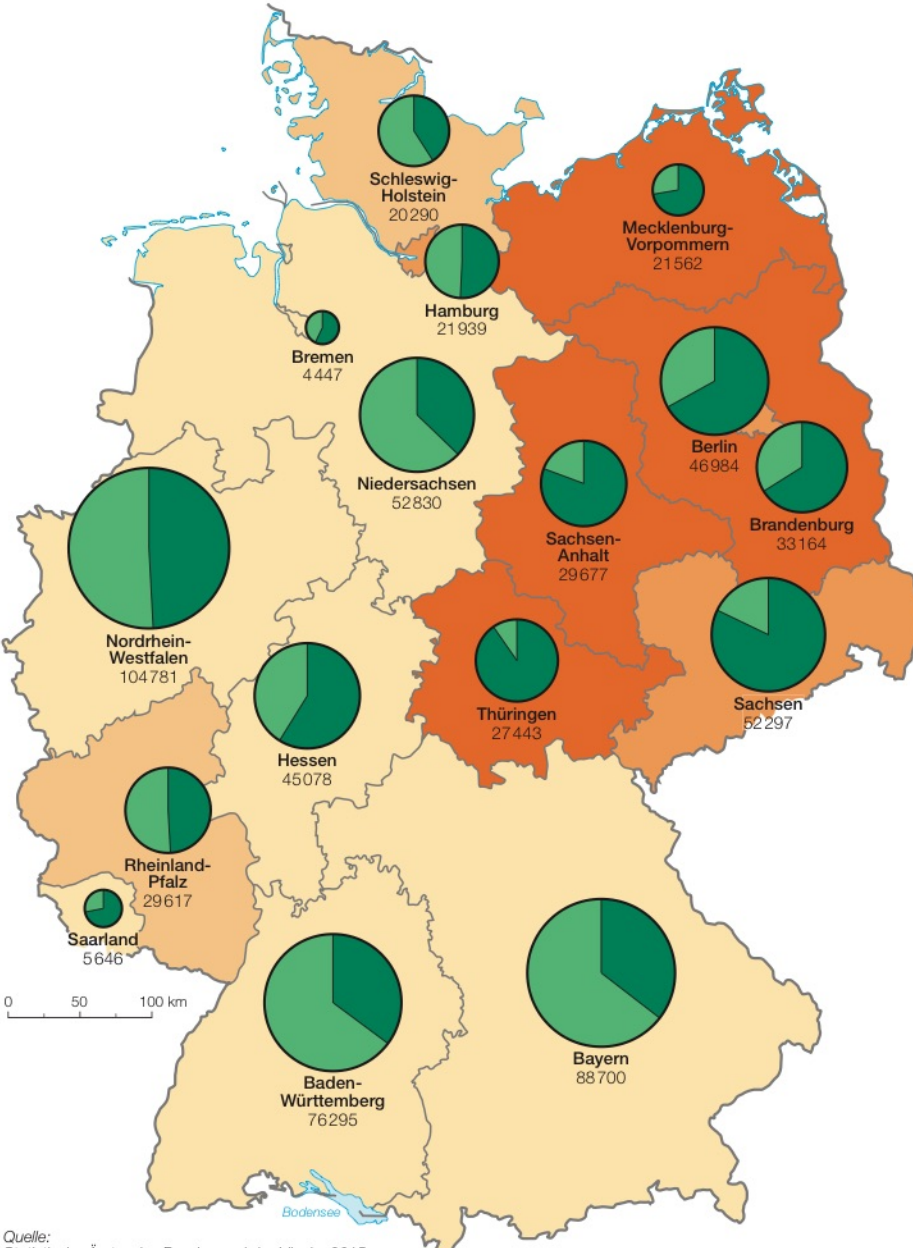 Schleswig-
Holstein
20290
Mecklenburg-
Vorpommern
21562
Hamburg
21939
Bremen
4447
Berlin
46984
Niedersachsen
52830
Brandenburg
33164
Sachsen-
Anhalt
29677
Nordrhein-
Westfalen
104781
Sachsen
52297
Thüringen
27443
Hessen
45078
Rheinland-
Pfalz
29617
Saarland
5646
0 50 100 km
Bayern
88700
Baden-
Württemberg
76295
Bodensee
Quelle: